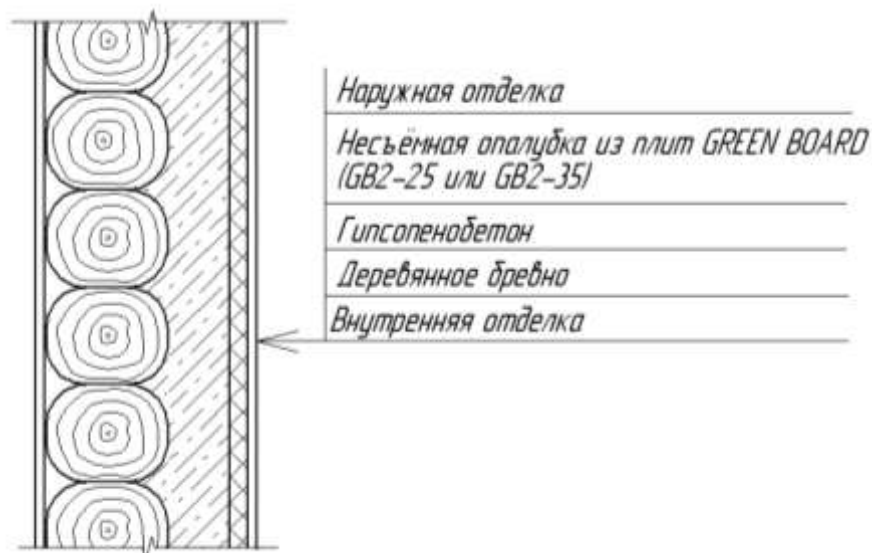 Наружная отделка
Несъёмная опалубка из плит GREEN BOARD
(GB2-25 или GB2-35)
Гипсопенобетон
Деревянное бревно
Внутренняя отделка